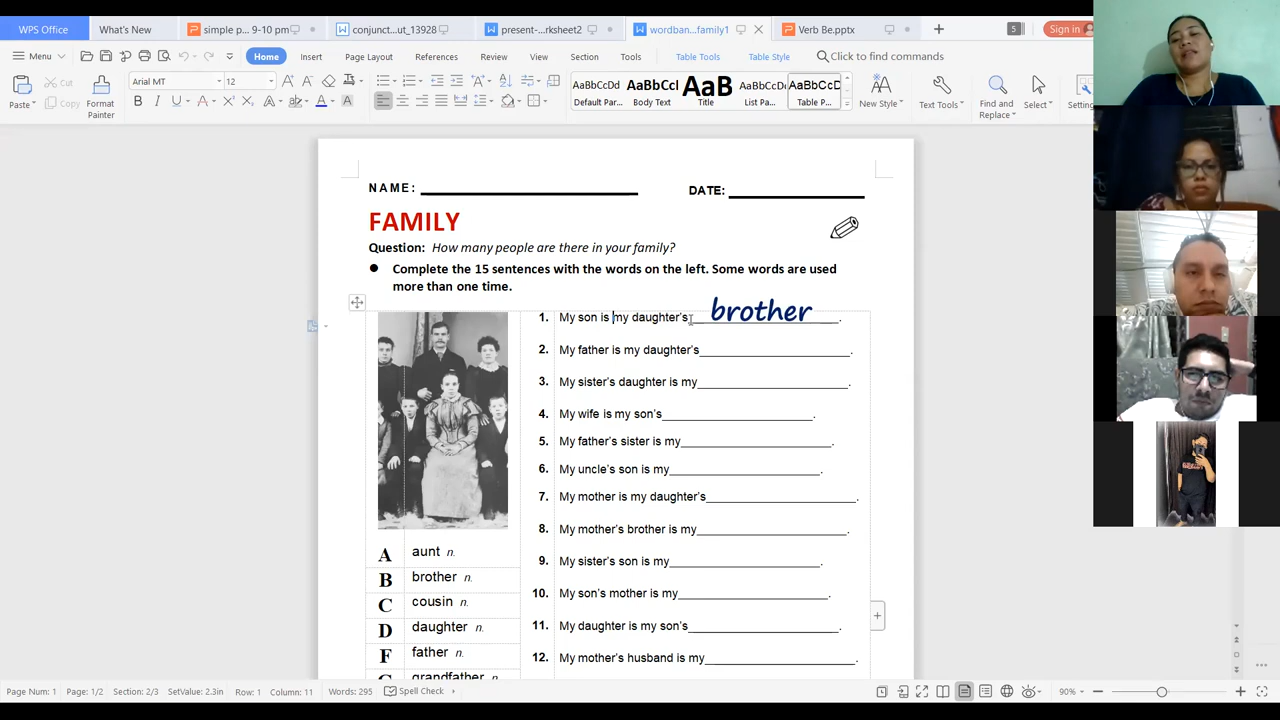 WPS Office What's New simple p... 9-10 pm conjunct...ut_13928 present-...rksheet2 wordban...family1 Verb Be.pptx 5 Sign in
Menu Home Insert Page Layout References Review View Section Tools Table Tools Table Style Click to find commands
Paste Cut Copy Format Painter Arial MT 12 AaBbCcDd Default Par... AaBbCcI Body Text AaB Title AaBbCcDc List Pa... AaBbCcD Table P... New Style Text Tools Find and Replace Select Setting
NAME: DATE:
FAMILY
Question: How many people are there in your family?
Complete the 15 sentences with the words on the left. Some words are used
more than one time.
1. My son is my daughter's brother.
2. My father is my daughter's.
3. My sister's daughter is my.
4. My wife is my son's.
5. My father's sister is my.
6. My uncle's son is my.
7. My mother is my daughter's.
8. My mother's brother is my.
9. My sister's son is my.
10. My son's mother is my.
11. My daughter is my son's.
12. My mother's husband is my.
A aunt n.
B brother n.
C cousin n.
D daughter n.
F father n.
G grandfather n.
Page Num: 1 Page: 1/2 Section: 2/3 SetValue: 2.3in Row: 1 Column: 11 Words: 295 Spell Check 90%